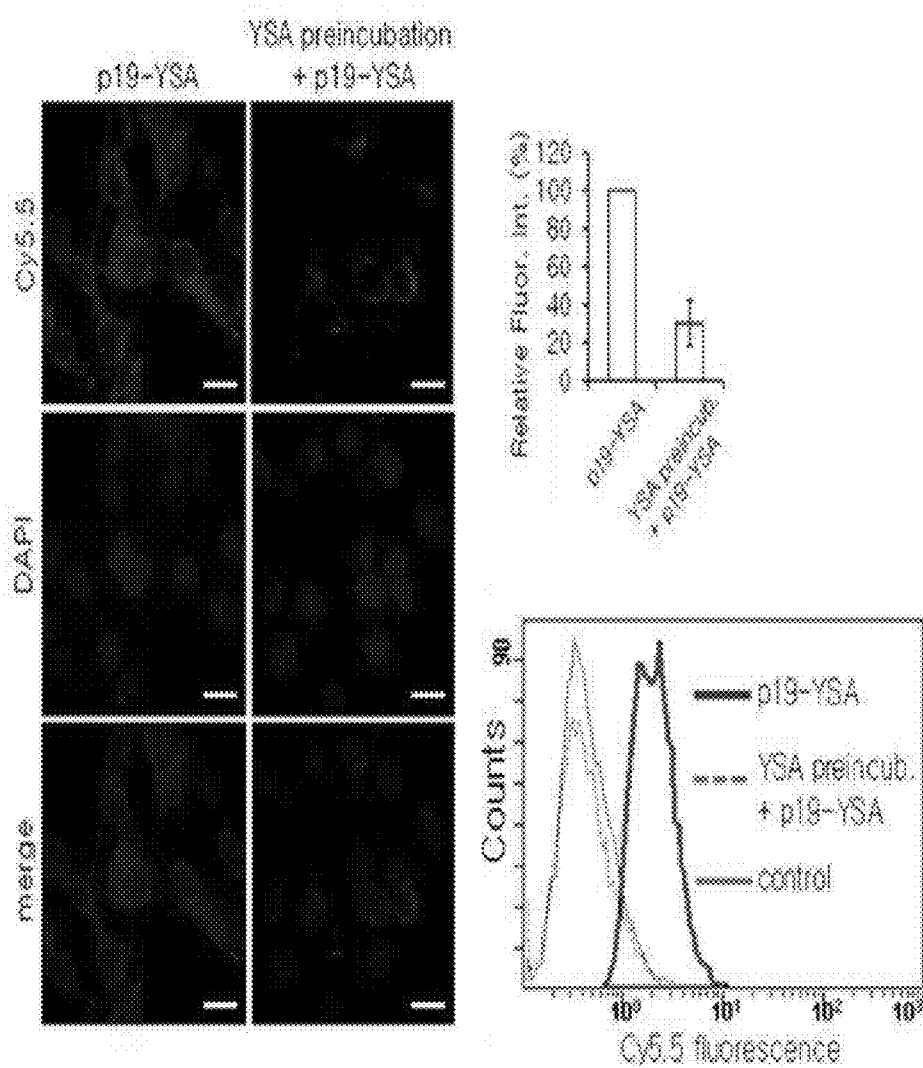 p19-YSA
YSA preincubation
+ p19-YSA
Cy5.5
DAPI
merge
Relative Fluor. Int. (%)
120
100
80
60
40
20
0
p19-YSA
YSA preincub.
+ p19-YSA
Counts
90
p19-YSA
YSA preincub.
+ p19-YSA
control
10⁰
10¹
10²
10³
Cy5.5 fluorescence